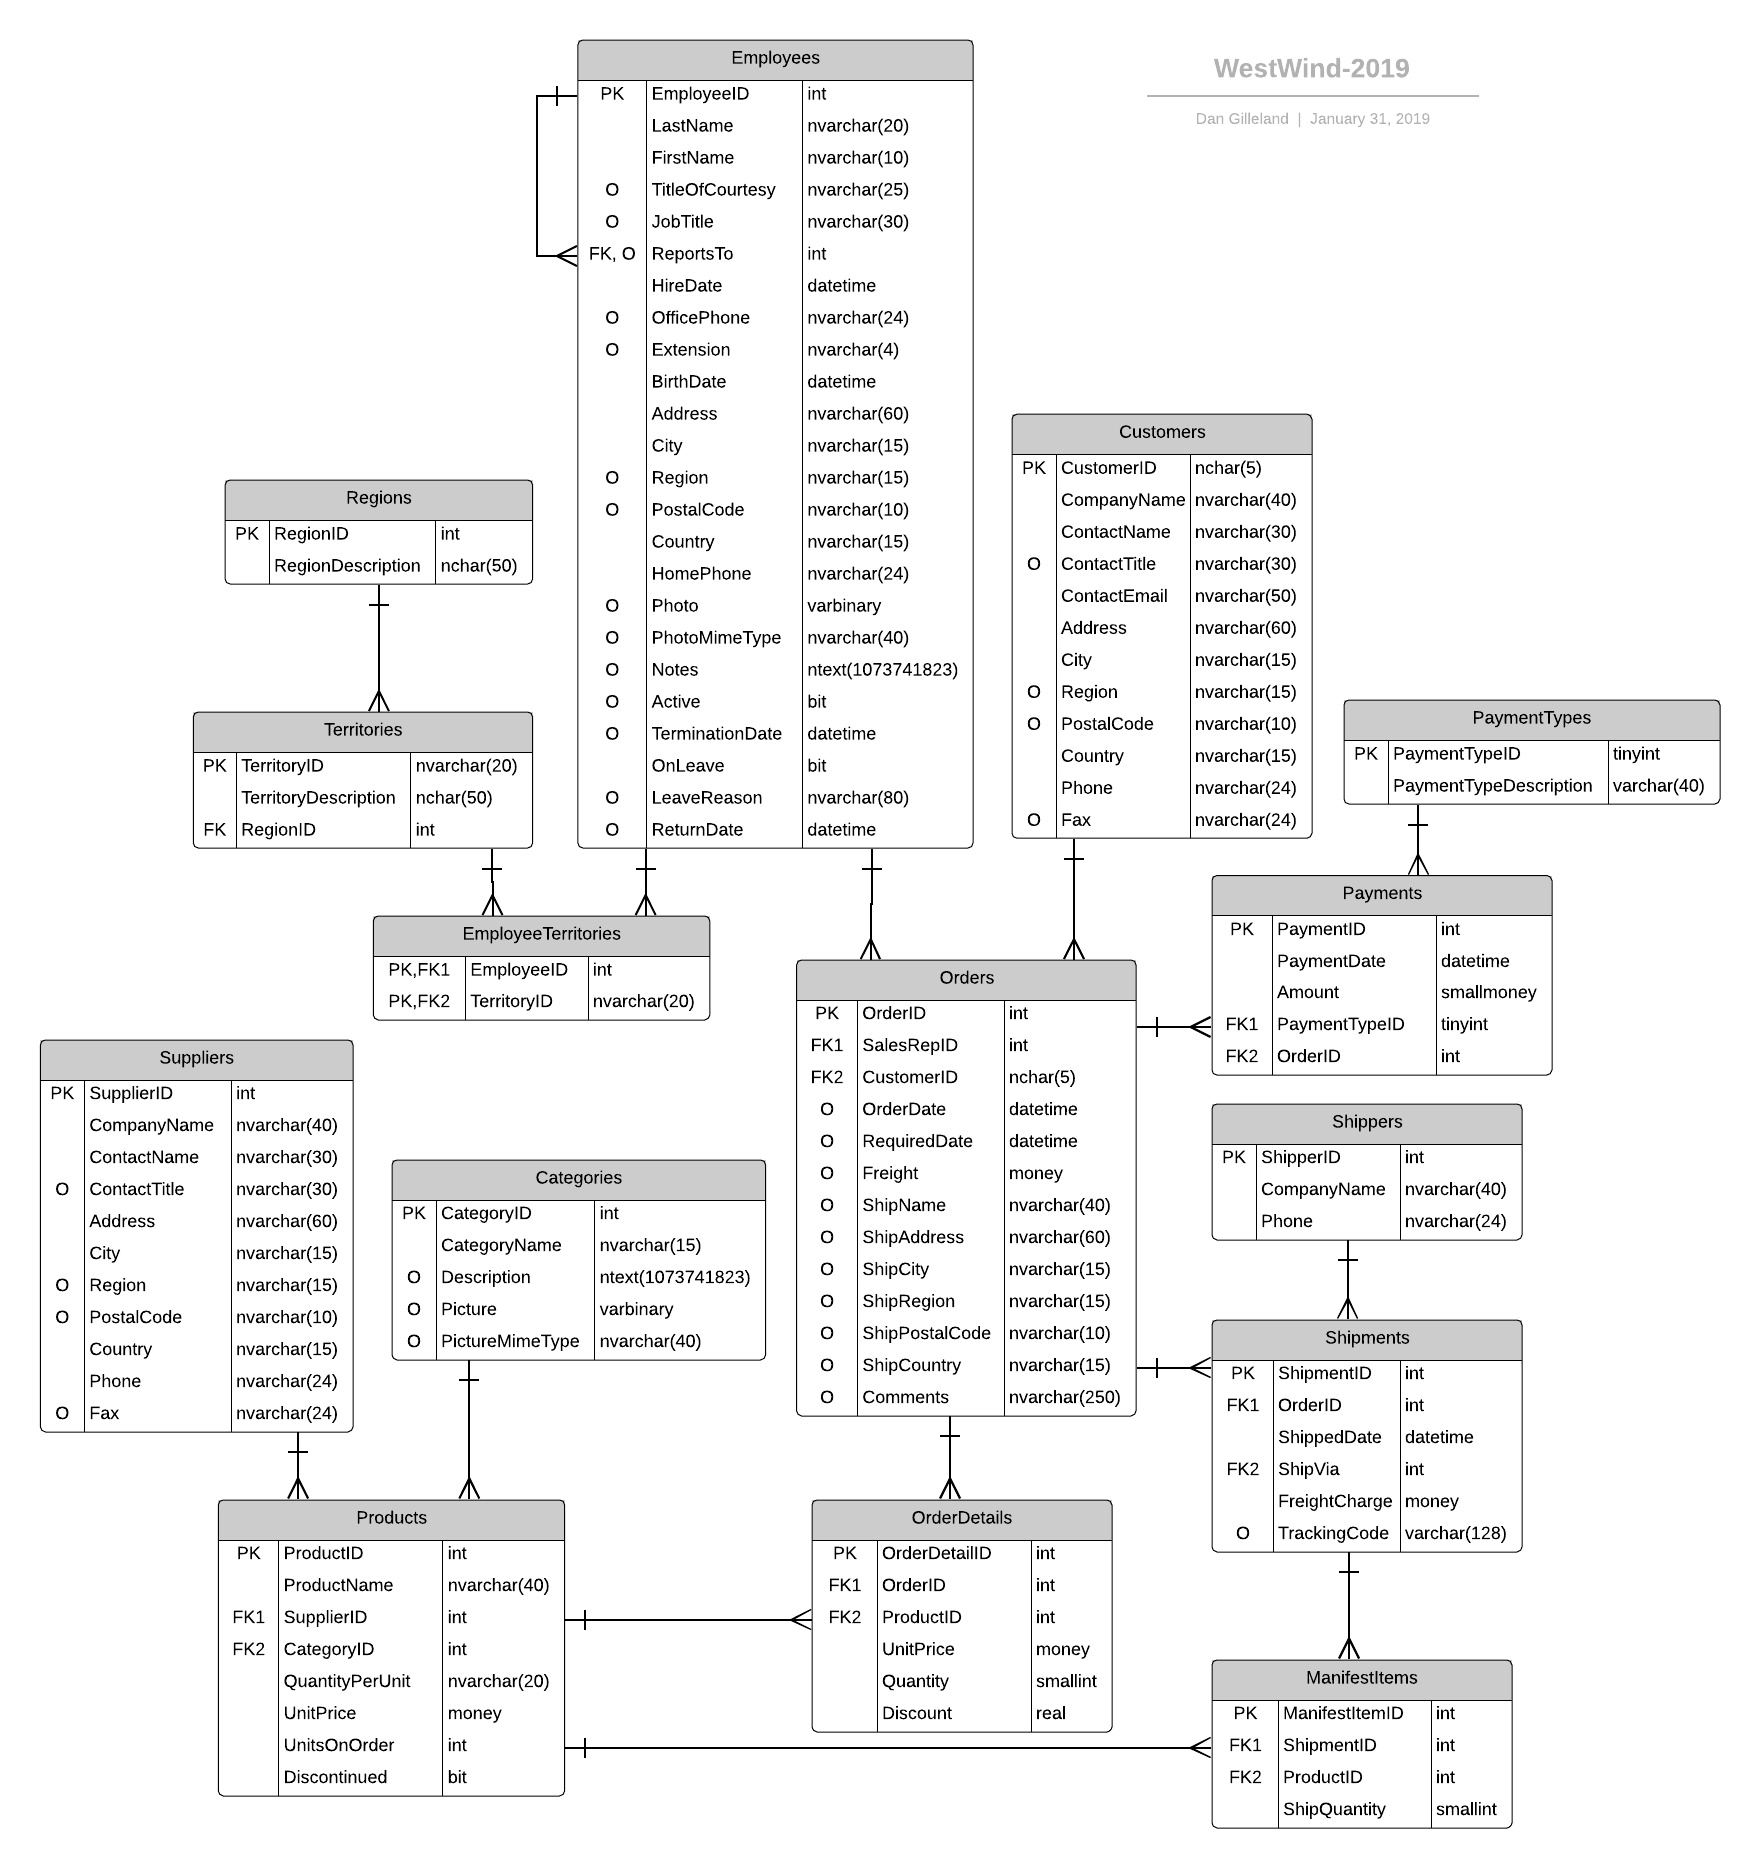 WestWind-2019
Dan Gilleland | January 31, 2019
Employees
PK EmployeeID int
LastName nvarchar(20)
FirstName nvarchar(10)
O TitleOfCourtesy nvarchar(25)
O JobTitle nvarchar(30)
FK, O ReportsTo int
HireDate datetime
O OfficePhone nvarchar(24)
O Extension nvarchar(4)
BirthDate datetime
Address nvarchar(60)
City nvarchar(15)
O Region nvarchar(15)
O PostalCode nvarchar(10)
Country nvarchar(15)
HomePhone nvarchar(24)
O Photo varbinary
O PhotoMimeType nvarchar(40)
O Notes ntext(1073741823)
O Active bit
O TerminationDate datetime
OnLeave bit
O LeaveReason nvarchar(80)
O ReturnDate datetime
Customers
PK CustomerID nchar(5)
CompanyName nvarchar(40)
ContactName nvarchar(30)
O ContactTitle nvarchar(30)
ContactEmail nvarchar(50)
Address nvarchar(60)
City nvarchar(15)
O Region nvarchar(15)
O PostalCode nvarchar(10)
Country nvarchar(15)
Phone nvarchar(24)
O Fax nvarchar(24)
Regions
PK RegionID int
RegionDescription nchar(50)
Territories
PK TerritoryID nvarchar(20)
TerritoryDescription nchar(50)
FK RegionID int
PaymentTypes
PK PaymentTypeID tinyint
PaymentTypeDescription varchar(40)
Payments
PK PaymentID int
PaymentDate datetime
Amount smallmoney
FK1 PaymentTypeID tinyint
FK2 OrderID int
EmployeeTerritories
PK,FK1 EmployeeID int
PK,FK2 TerritoryID nvarchar(20)
Orders
PK OrderID int
FK1 SalesRepID int
FK2 CustomerID nchar(5)
O OrderDate datetime
O RequiredDate datetime
O Freight money
O ShipName nvarchar(40)
O ShipAddress nvarchar(60)
O ShipCity nvarchar(15)
O ShipRegion nvarchar(15)
O ShipPostalCode nvarchar(10)
O ShipCountry nvarchar(15)
O Comments nvarchar(250)
Suppliers
PK SupplierID int
CompanyName nvarchar(40)
ContactName nvarchar(30)
O ContactTitle nvarchar(30)
Address nvarchar(60)
City nvarchar(15)
O Region nvarchar(15)
O PostalCode nvarchar(10)
Country nvarchar(15)
Phone nvarchar(24)
O Fax nvarchar(24)
Categories
PK CategoryID int
CategoryName nvarchar(15)
O Description ntext(1073741823)
O Picture varbinary
O PictureMimeType nvarchar(40)
Shippers
PK ShipperID int
CompanyName nvarchar(40)
Phone nvarchar(24)
Shipments
PK ShipmentID int
FK1 OrderID int
ShippedDate datetime
FK2 ShipVia int
FreightCharge money
O TrackingCode varchar(128)
Products
PK ProductID int
ProductName nvarchar(40)
FK1 SupplierID int
FK2 CategoryID int
QuantityPerUnit nvarchar(20)
UnitPrice money
UnitsOnOrder int
Discontinued bit
OrderDetails
PK OrderDetailID int
FK1 OrderID int
FK2 ProductID int
UnitPrice money
Quantity smallint
Discount real
ManifestItems
PK ManifestItemID int
FK1 ShipmentID int
FK2 ProductID int
ShipQuantity smallint